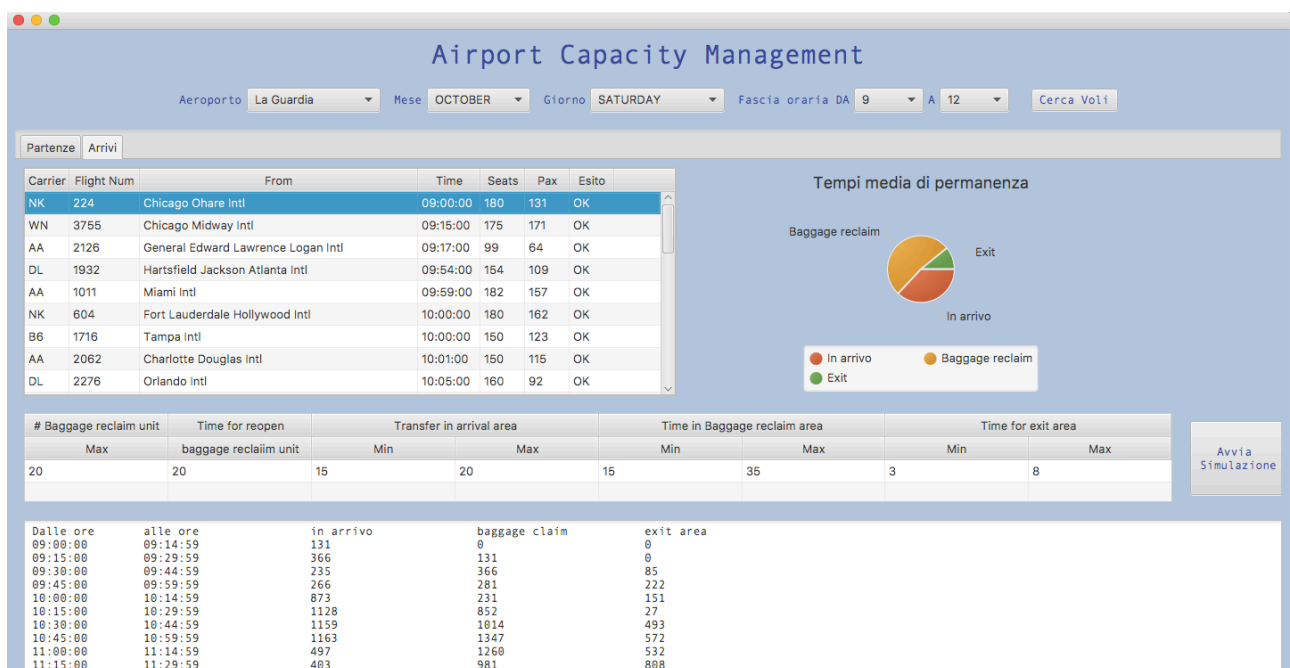 Airport Capacity Management
Aeroporto La Guardia Mese OCTOBER Giorno SATURDAY Fascia oraria DA 9 A 12 Cerca Voli
Partenze Arrivi
Carrier Flight Num From Time Seats Pax Esito
NK 224 Chicago Ohare Intl 09:00:00 180 131 OK
WN 3755 Chicago Midway Intl 09:15:00 175 171 OK
AA 2126 General Edward Lawrence Logan Intl 09:17:00 99 64 OK
DL 1932 Hartsfield Jackson Atlanta Intl 09:54:00 154 109 OK
AA 1011 Miami Intl 09:59:00 182 157 OK
NK 604 Fort Lauderdale Hollywood Intl 10:00:00 180 162 OK
B6 1716 Tampa Intl 10:00:00 150 123 OK
AA 2062 Charlotte Douglas Intl 10:01:00 150 115 OK
DL 2276 Orlando Intl 10:05:00 160 92 OK
Tempi media di permanenza
Baggage reclaim
Exit
In arrivo
In arrivo Baggage reclaim
Exit
# Baggage reclaim unit Time for reopen Transfer in arrival area Time in Baggage reclaim area Time for exit area
Max baggage reclaiim unit Min Max Min Max Min Max
20 20 15 20 15 35 3 8
Avvia
Simulazione
Dalle ore alle ore in arrivo baggage claim exit area
09:00:00 09:14:59 131 0 0
09:15:00 09:29:59 366 131 0
09:30:00 09:44:59 235 366 85
09:45:00 09:59:59 266 281 222
10:00:00 10:14:59 873 231 151
10:15:00 10:29:59 1128 852 27
10:30:00 10:44:59 1159 1014 493
10:45:00 10:59:59 1163 1347 572
11:00:00 11:14:59 497 1260 532
11:15:00 11:29:59 403 981 808